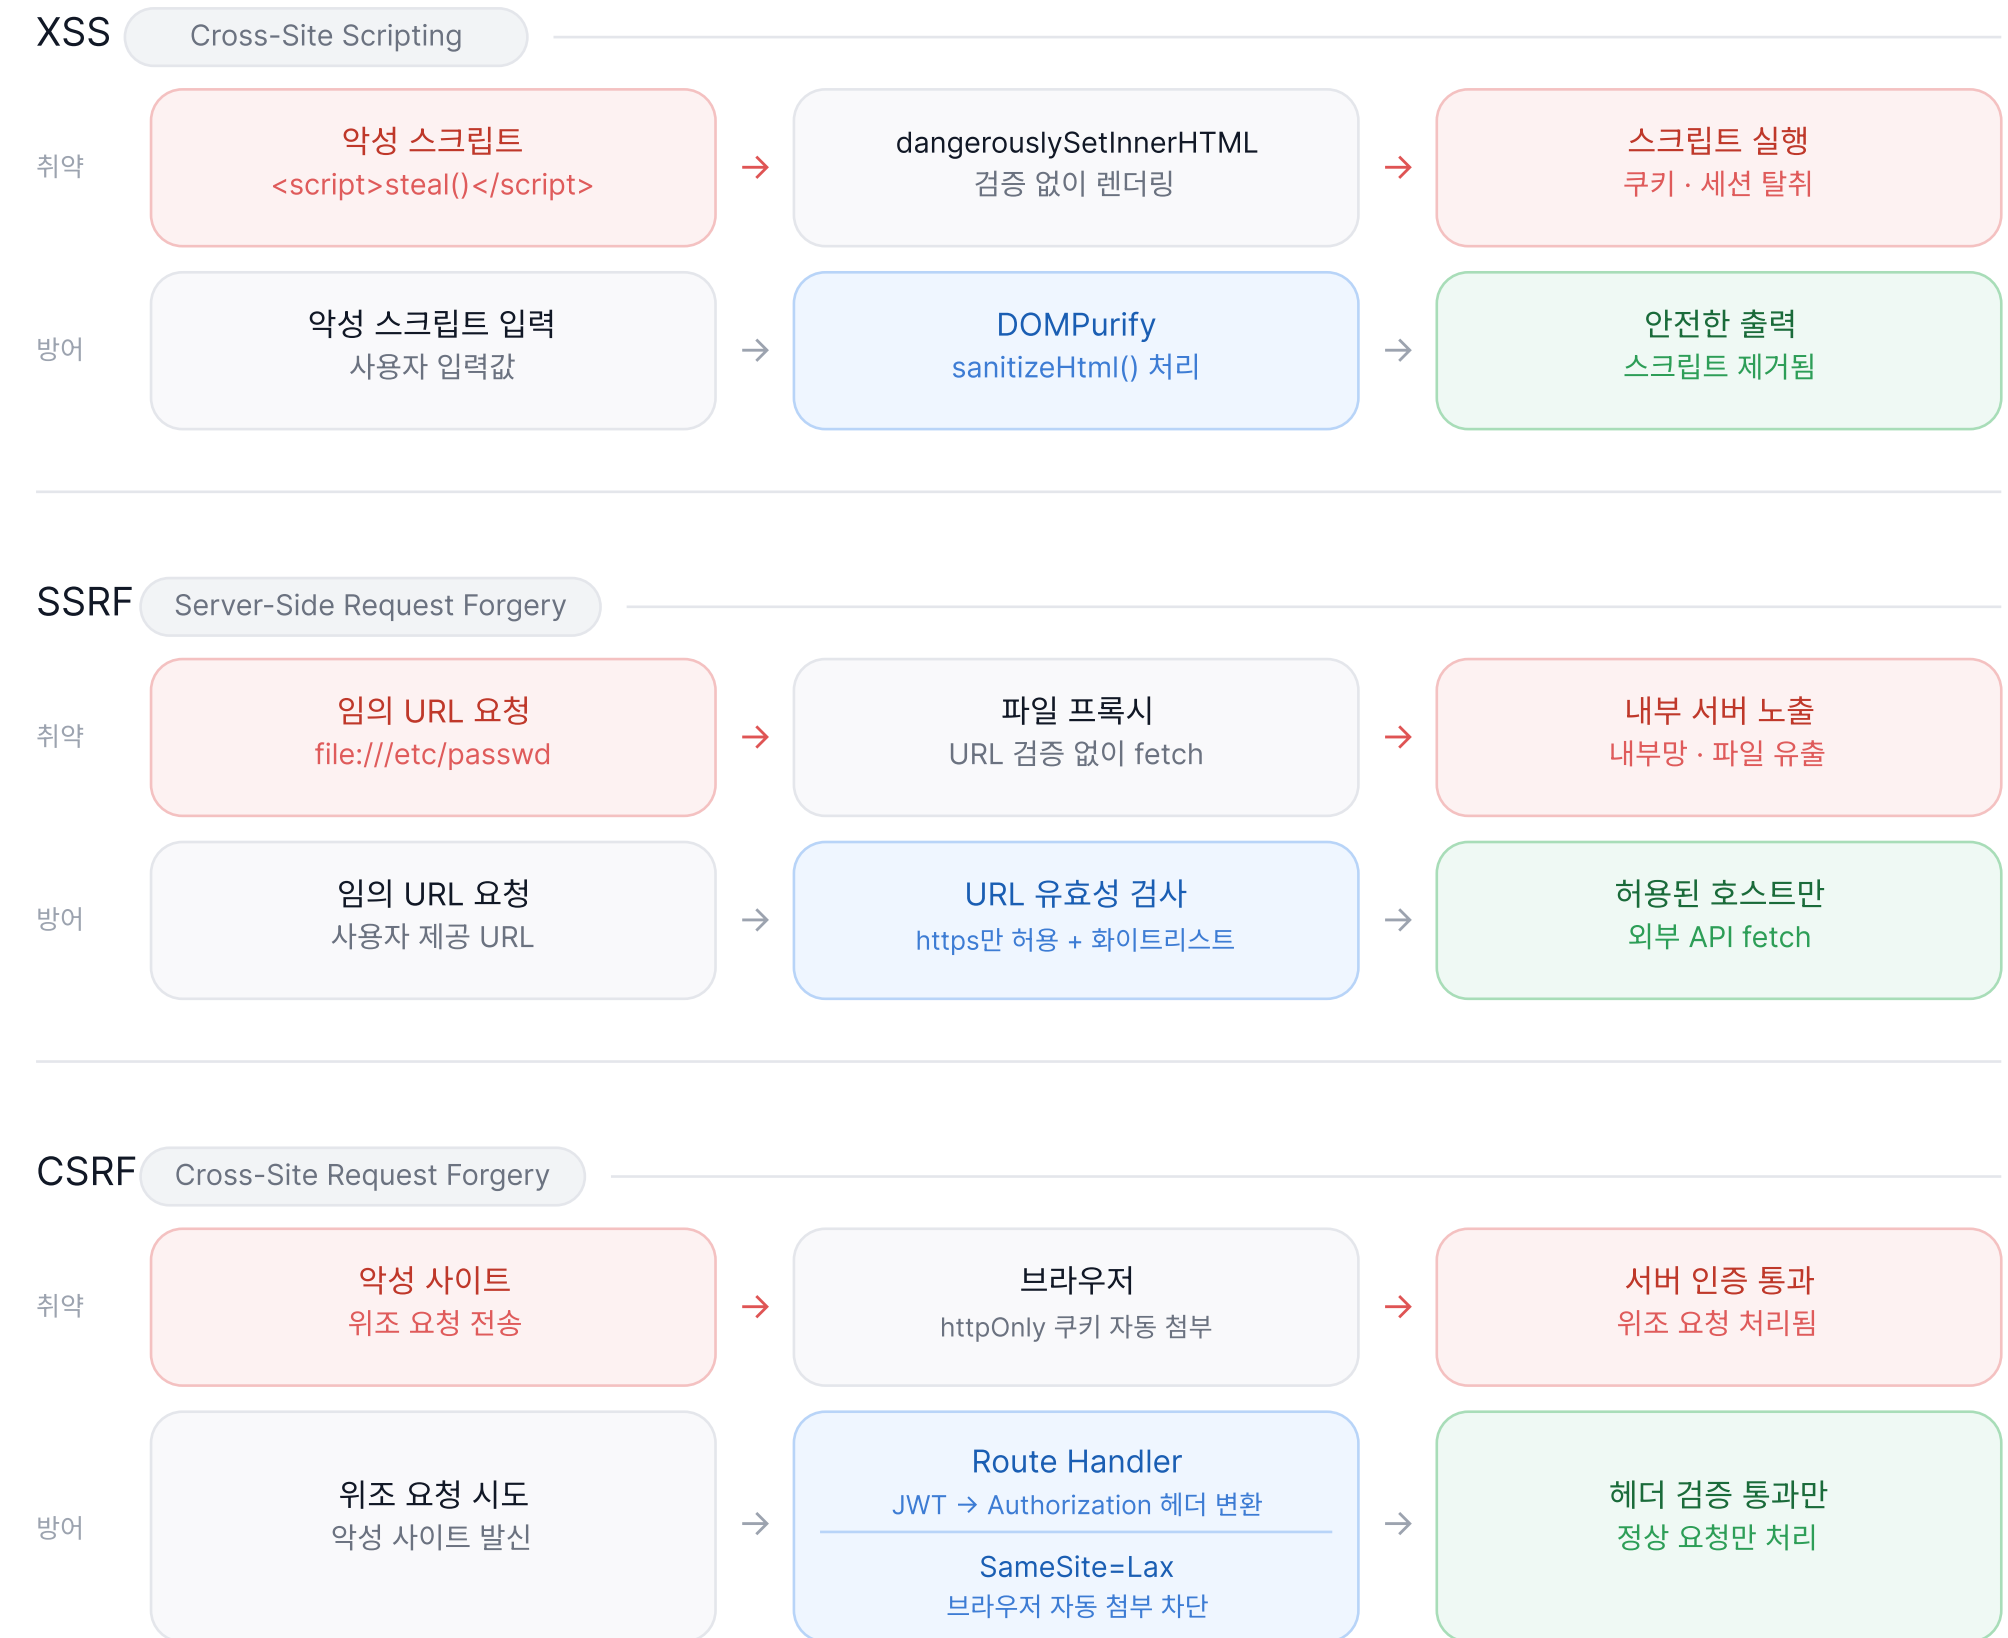 XSS Cross-Site Scripting
취약
악성 스크립트
<script>steal()</script>
→
dangerouslySetInnerHTML
검증 없이 렌더링
→
스크립트 실행
쿠키 · 세션 탈취
방어
악성 스크립트 입력
사용자 입력값
→
DOMPurify
sanitizeHtml() 처리
→
안전한 출력
스크립트 제거됨
SSRF Server-Side Request Forgery
취약
임의 URL 요청
file:///etc/passwd
→
파일 프록시
URL 검증 없이 fetch
→
내부 서버 노출
내부망 · 파일 유출
방어
임의 URL 요청
사용자 제공 URL
→
URL 유효성 검사
https만 허용 + 화이트리스트
→
허용된 호스트만
외부 API fetch
CSRF Cross-Site Request Forgery
취약
악성 사이트
위조 요청 전송
→
브라우저
httpOnly 쿠키 자동 첨부
→
서버 인증 통과
위조 요청 처리됨
방어
위조 요청 시도
악성 사이트 발신
→
Route Handler
JWT → Authorization 헤더 변환
SameSite=Lax
브라우저 자동 첨부 차단
→
헤더 검증 통과만
정상 요청만 처리